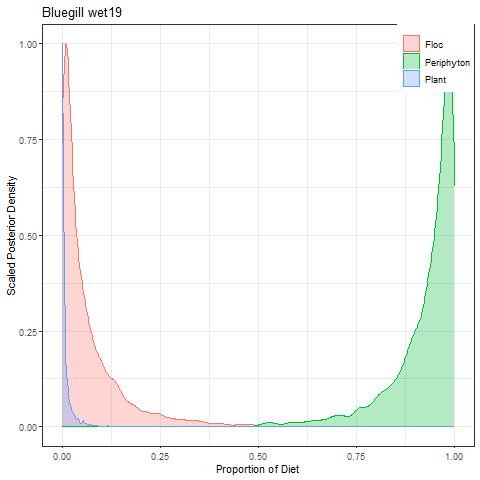 Bluegill wet19
Floc
Periphyton
Plant
Scaled Posterior Density
1.00
0.75
0.50
0.25
0.00
0.00 0.25 0.50 0.75 1.00
Proportion of Diet